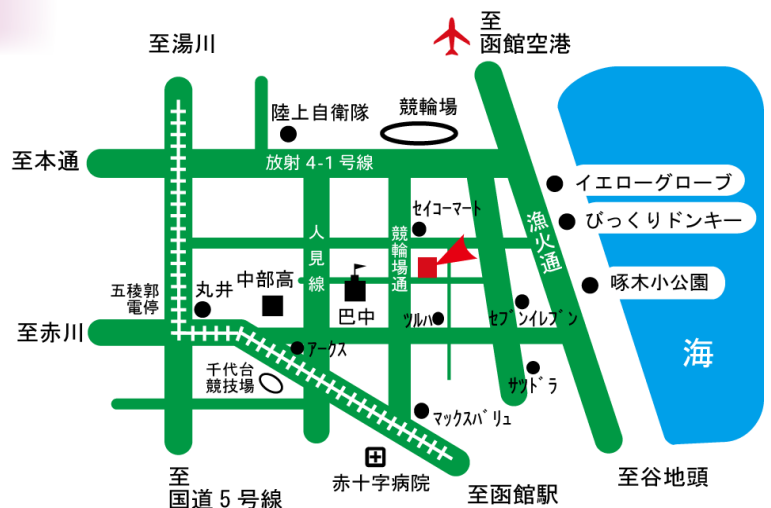 至
函館空港
至湯川
陸上自衛隊
競輪場
至本通
放射4-1号線
イエローグローブ
セイコーマート
びっくりドンキー
人見線
競輪場通
漁火通
五稜郭
電停
丸井
中部高
巴中
啄木小公園
ツルハ
セブンイレブン
至赤川
アークス
海
千代台
競技場
サツドラ
マックスバリュ
赤十字病院
至
国道5号線
至函館駅
至谷地頭